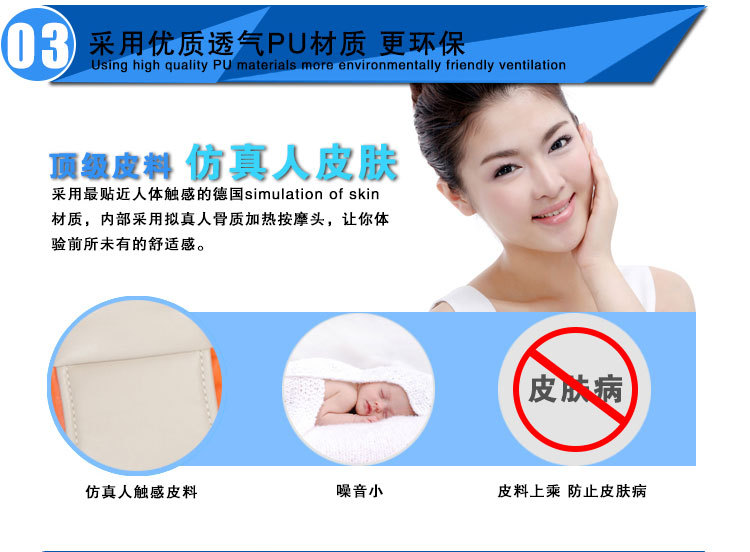 03
采用优质透气PU材质 更环保
Using high quality PU materials more environmentally friendly ventilation
顶级皮料 仿真人皮肤
采用最贴近人体触感的德国simulation of skin
材质，内部采用拟真人骨质加热按摩头，让你体
验前所未有的舒适感。
皮肤病
仿真人触感皮料
噪音小
皮料上乘 防止皮肤病